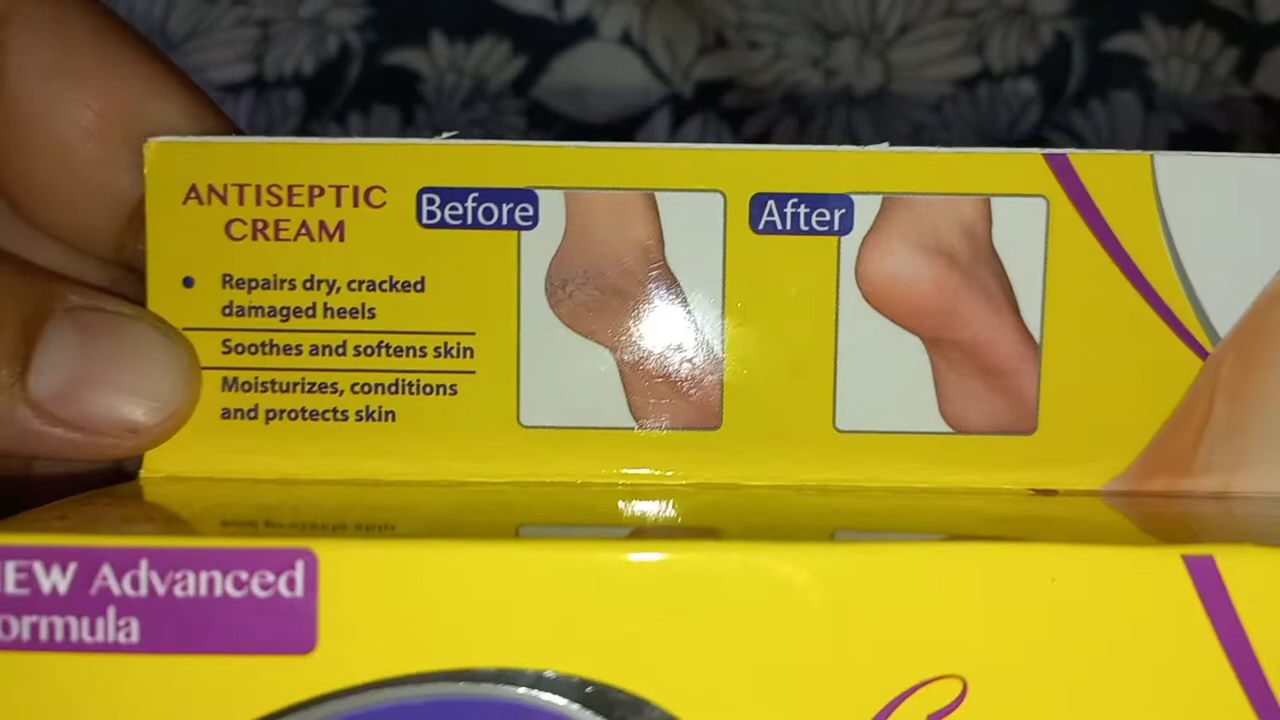 ANTISEPTIC
CREAM
Before
After
• Repairs dry, cracked
damaged heels
Soothes and softens skin
Moisturizes, conditions
and protects skin
EW Advanced
ormula